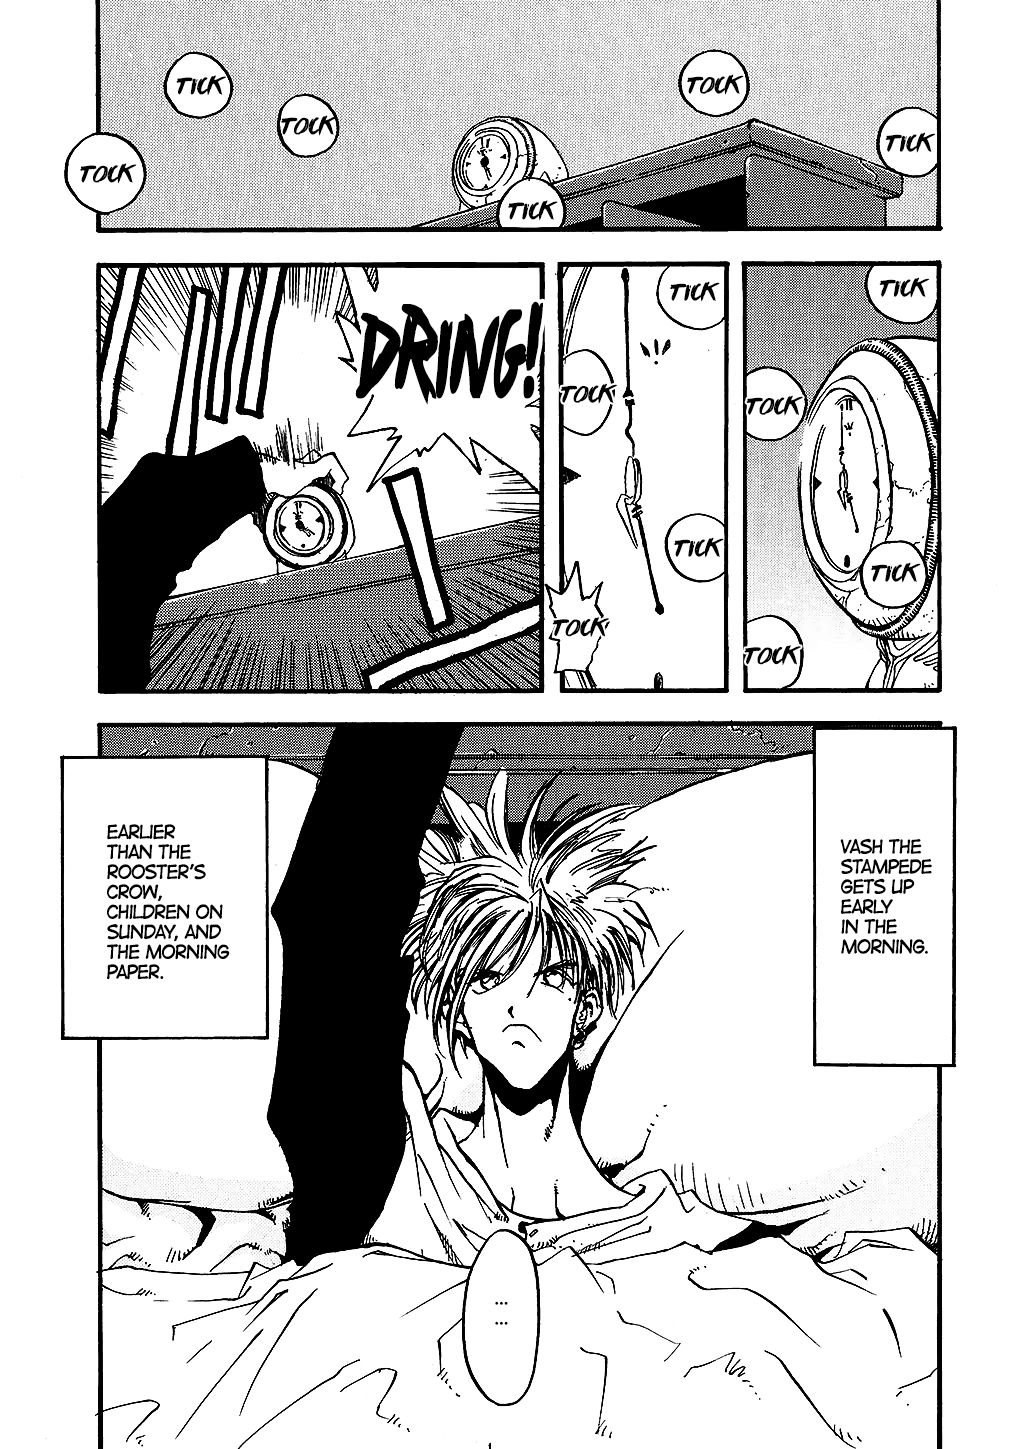 TICK
TOCK
TICK
TOCK
TICK
TOCK
TICK
TOCK
TICK
TOCK
TICK
TOCK
TICK
TOCK
DRING!
VASH THE
STAMPEDE
GETS UP
EARLY
IN THE
MORNING.
EARLIER
THAN THE
ROOSTER'S
CROW,
CHILDREN ON
SUNDAY, AND
THE MORNING
PAPER.
...
...